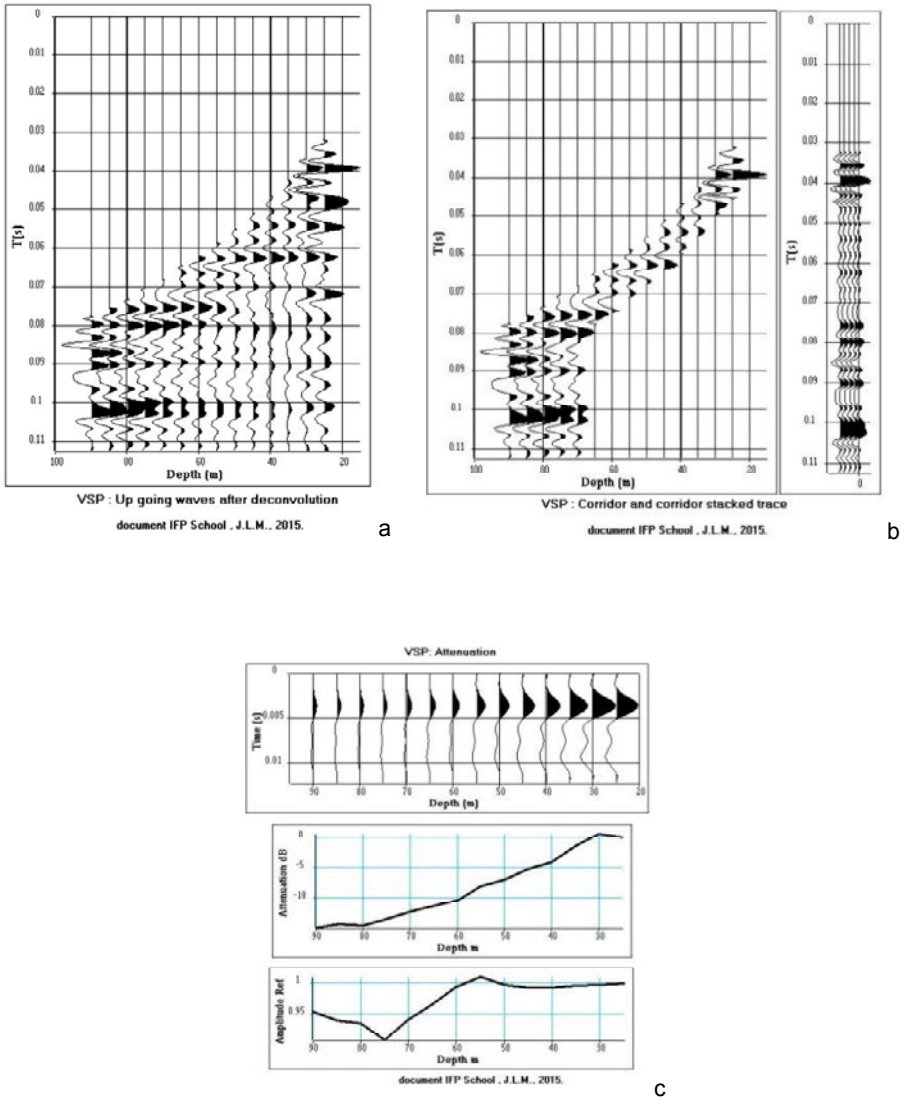 0
0.01
0.02
0.03
0.04
0.05
0.06
0.07
0.08
0.09
0.1
0.11
T(s)
100 80 60 40 20
Depth (m)
VSP : Up going waves after deconvolution
document IFP School , J.L.M., 2015.
a
0
0.01
0.02
0.03
0.04
0.05
0.06
0.07
0.08
0.09
0.1
0.11
T(s)
100 80 60 40 20
Depth (m)
0
0.01
0.02
0.03
0.04
0.05
0.06
0.07
0.08
0.09
0.1
0.11
T(s)
0
VSP : Corridor and corridor stacked trace
document IFP School , J.L.M., 2015.
b
VSP: Attenuation
0
0.005
0.01
Time (s)
90 80 70 60 50 40 30 20
Depth (m)
0
-5
-10
Attenuation dB
90 80 70 60 50 40 30
Depth m
1
0.95
Amplitude Ref
90 80 70 60 50 40 30
Depth m
document IFP School , J.L.M., 2015.
c